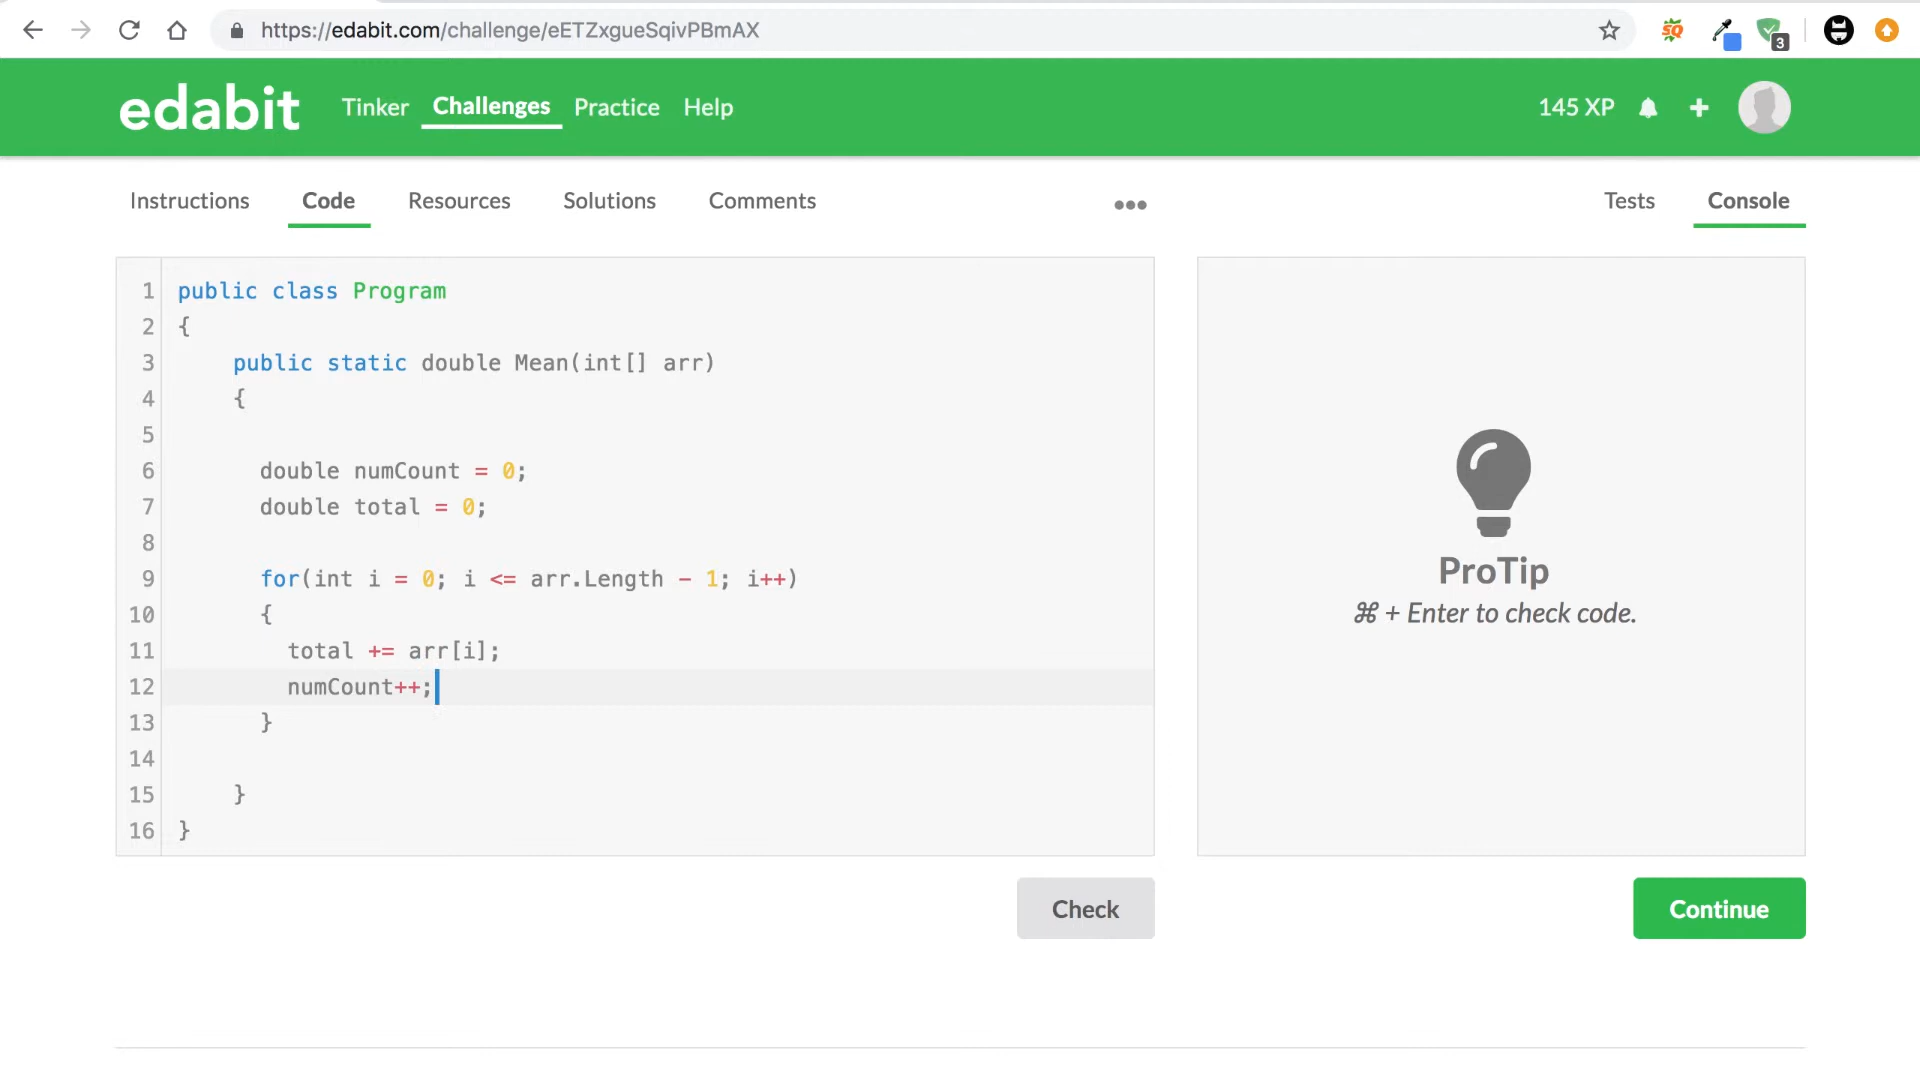 https://edabit.com/challenge/eETZxgueSqivPBmAX
SQ
3
edabit Tinker Challenges Practice Help 145 XP
Instructions Code Resources Solutions Comments ••• Tests Console
1 public class Program
2 {
3 public static double Mean(int[] arr)
4 {
5
6 double numCount = 0;
7 double total = 0;
8
9 for(int i = 0; i <= arr.Length - 1; i++)
10 {
11 total += arr[i];
12 numCount++;
13 }
14
15 }
16 }
ProTip
⌘ + Enter to check code.
Check
Continue